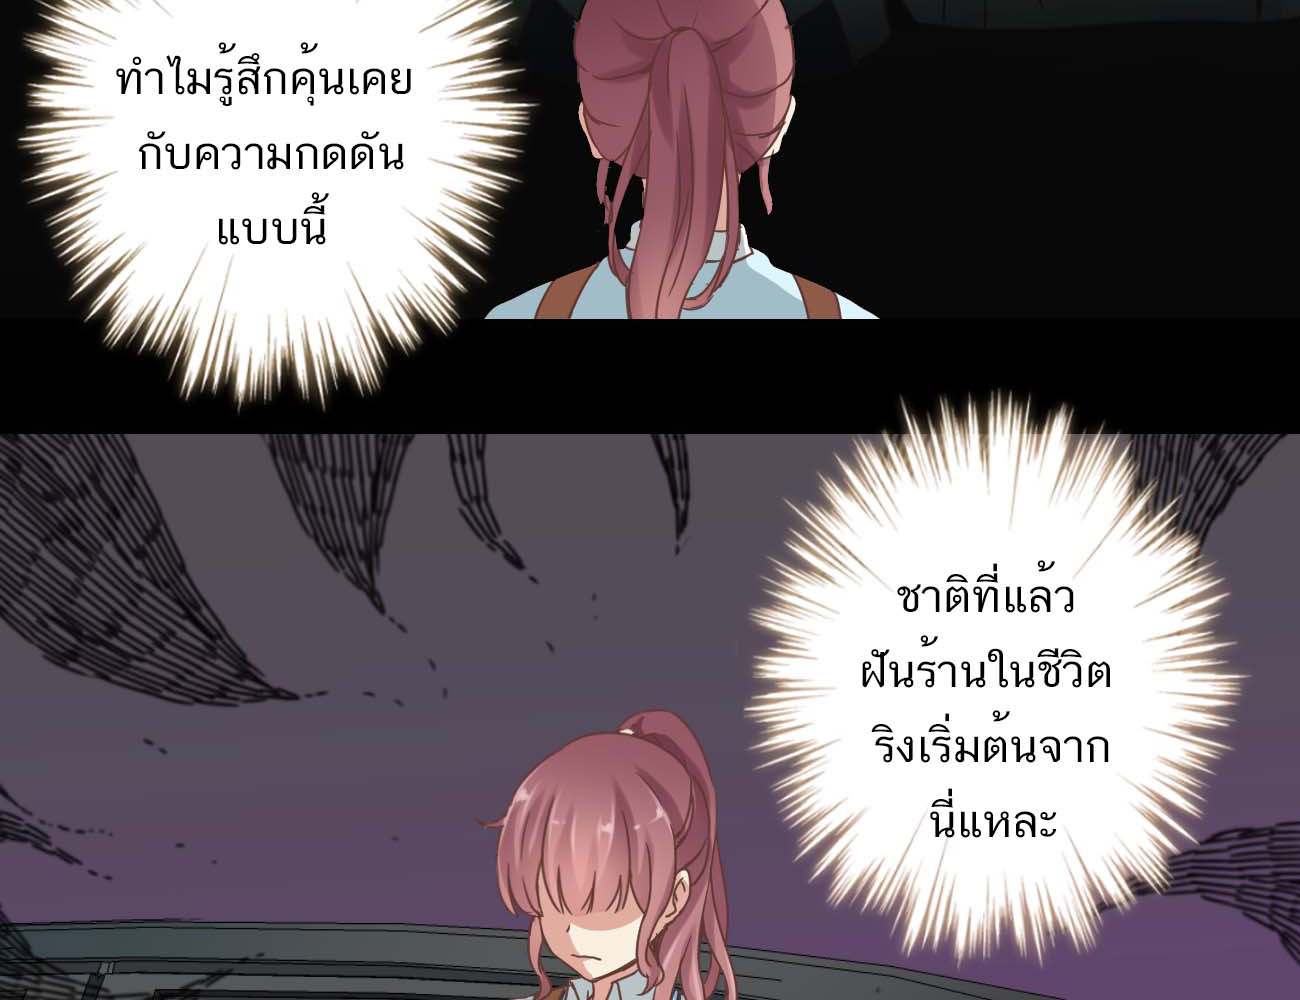 ทำไมรู้สึกคุ้นเคย
กับความกดดัน
แบบนี้
ชาติที่แล้ว
ฝันร้านในชีวิต
ริงเริ่มต้นจาก
นี่แหละ